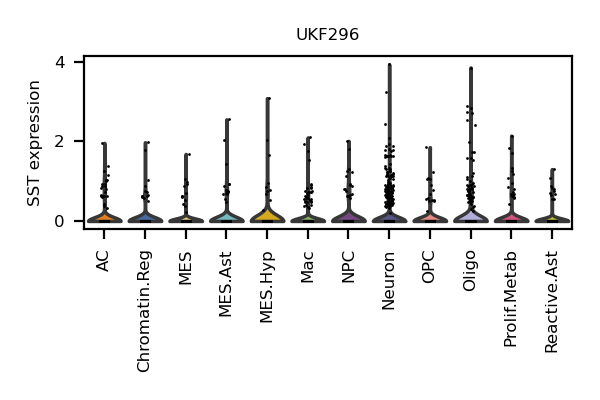 UKF296
SST expression
4
2
0
AC
Chromatin.Reg
MES
MES.Ast
MES.Hyp
Mac
NPC
Neuron
OPC
Oligo
Prolif.Metab
Reactive.Ast